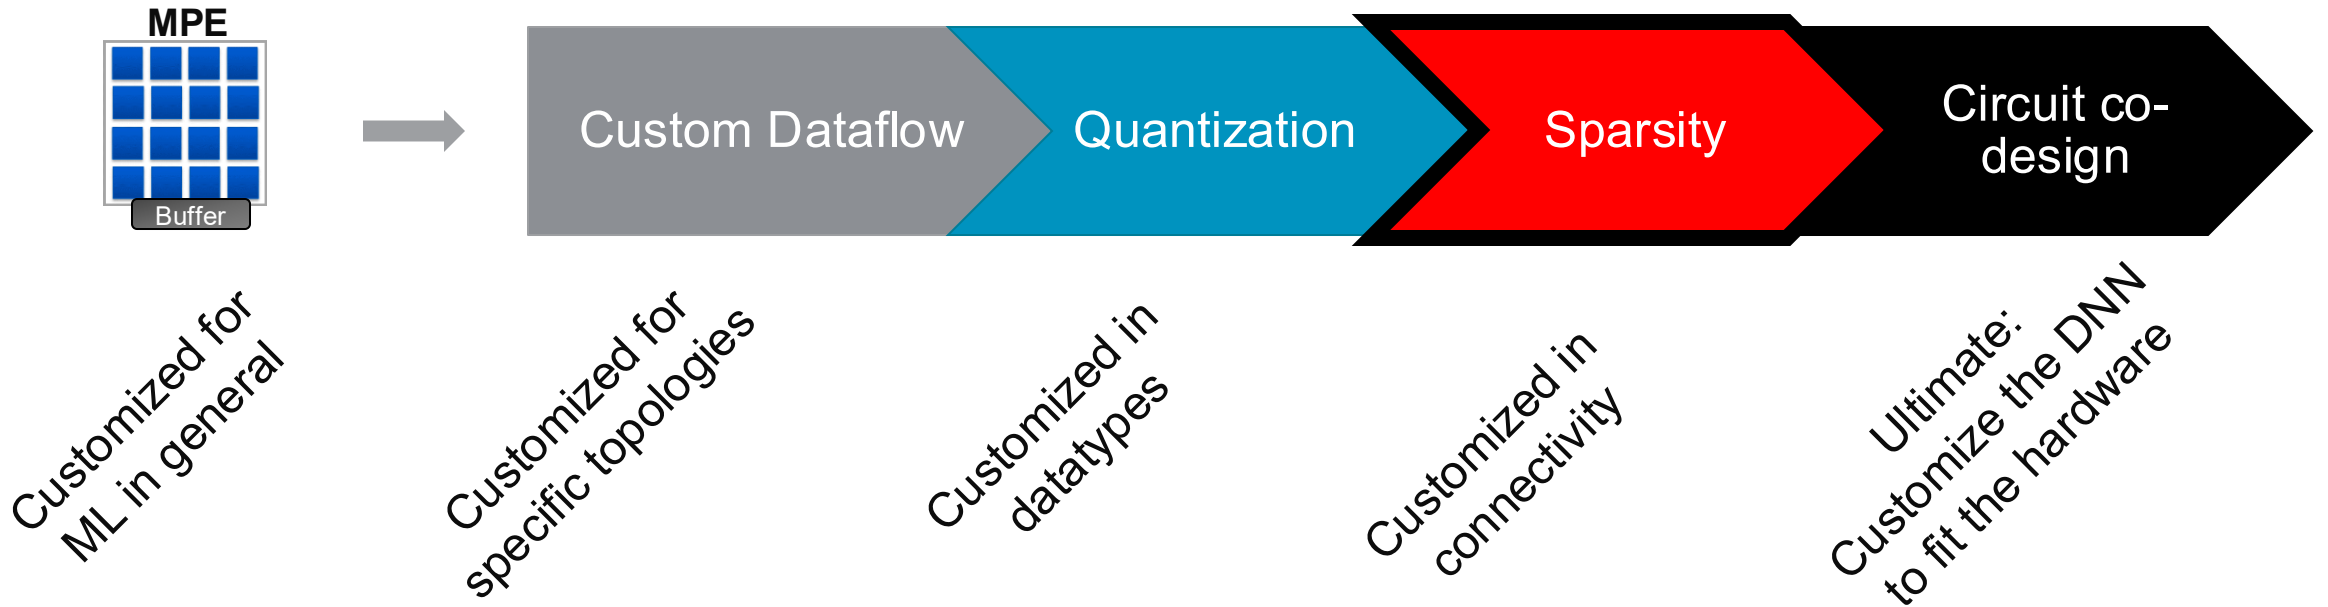 MPE
Buffer
Custom Dataflow
Quantization
Sparsity
Circuit co-
design
Customized for
ML in general
Customized for
specific topologies
Customized in
datatypes
Customized in
connectivity
Ultimate:
Customize the DNN
to fit the hardware